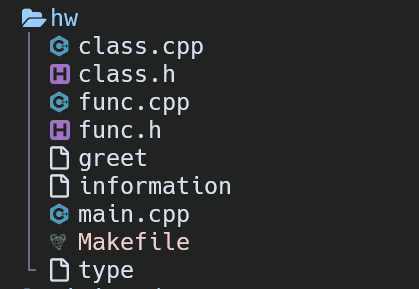 hw
class.cpp
class.h
func.cpp
func.h
greet
information
main.cpp
Makefile
type